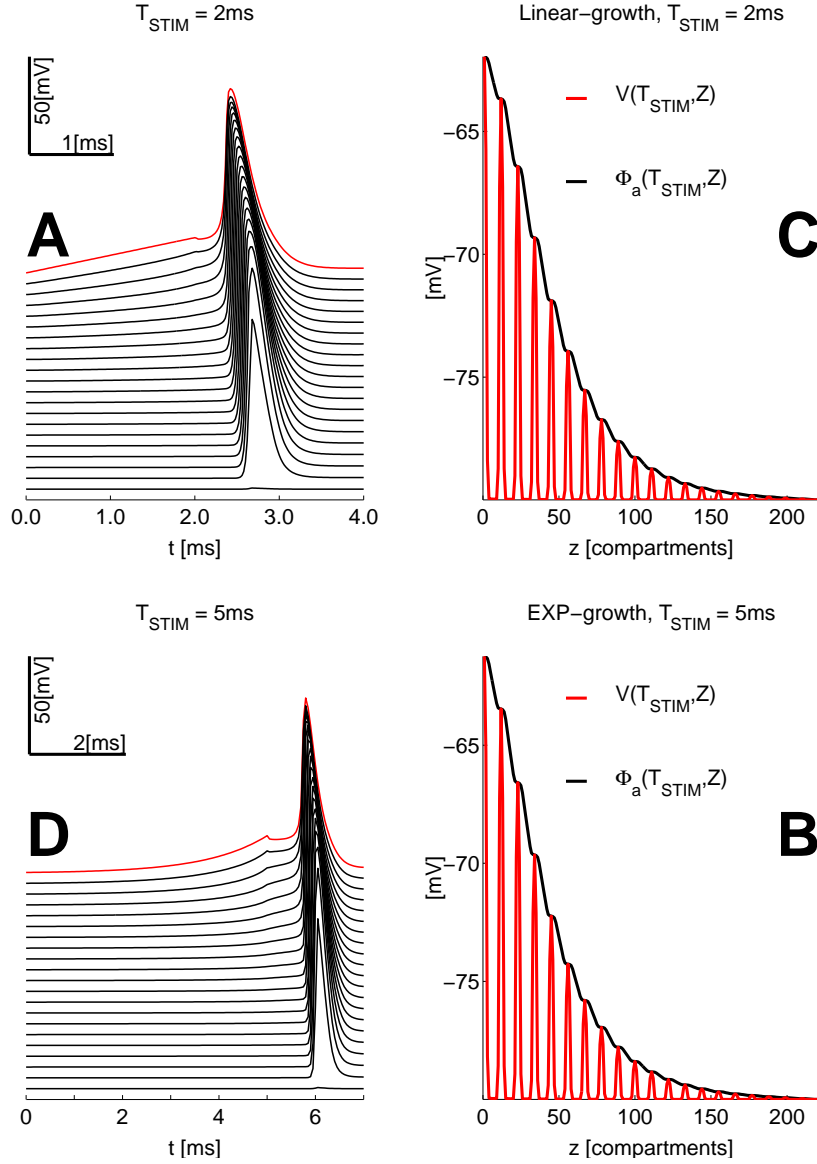 T_STIM = 2ms
50[mV]
1[ms]
A
0.0 1.0 2.0 3.0 4.0
t [ms]
Linear−growth, T_STIM = 2ms
V(T_STIM,Z)
Φ_a(T_STIM,Z)
C
[mV]
−65
−70
−75
0 50 100 150 200
z [compartments]
T_STIM = 5ms
50[mV]
2[ms]
D
0 2 4 6
t [ms]
EXP−growth, T_STIM = 5ms
V(T_STIM,Z)
Φ_a(T_STIM,Z)
B
[mV]
−65
−70
−75
0 50 100 150 200
z [compartments]